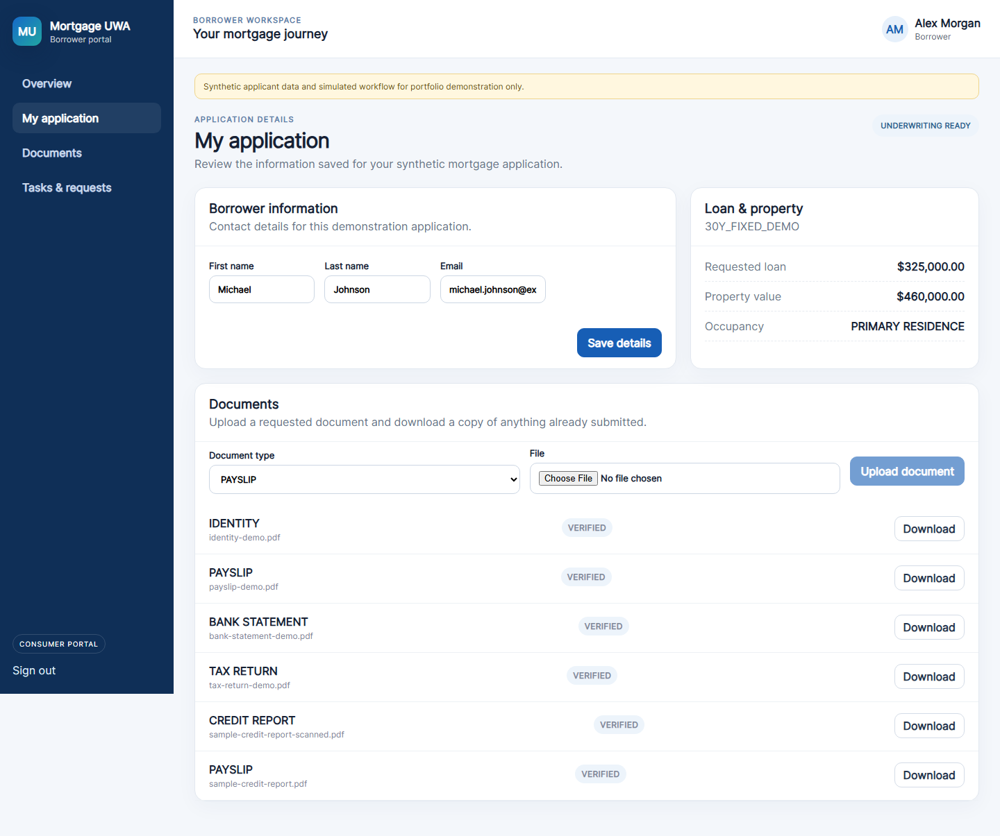 MU
Mortgage UWA
Borrower portal
Overview
My application
Documents
Tasks & requests
CONSUMER PORTAL
Sign out
BORROWER WORKSPACE
Your mortgage journey
AM
Alex Morgan
Borrower
Synthetic applicant data and simulated workflow for portfolio demonstration only.
APPLICATION DETAILS
My application
Review the information saved for your synthetic mortgage application.
UNDERWRITING READY
Borrower information
Contact details for this demonstration application.
First name
Michael
Last name
Johnson
Email
michael.johnson@ex
Save details
Loan & property
30Y_FIXED_DEMO
Requested loan $325,000.00
Property value $460,000.00
Occupancy PRIMARY RESIDENCE
Documents
Upload a requested document and download a copy of anything already submitted.
Document type
PAYSLIP
File
Choose File No file chosen
Upload document
IDENTITY
identity-demo.pdf
VERIFIED
Download
PAYSLIP
payslip-demo.pdf
VERIFIED
Download
BANK STATEMENT
bank-statement-demo.pdf
VERIFIED
Download
TAX RETURN
tax-return-demo.pdf
VERIFIED
Download
CREDIT REPORT
sample-credit-report-scanned.pdf
VERIFIED
Download
PAYSLIP
sample-credit-report.pdf
VERIFIED
Download